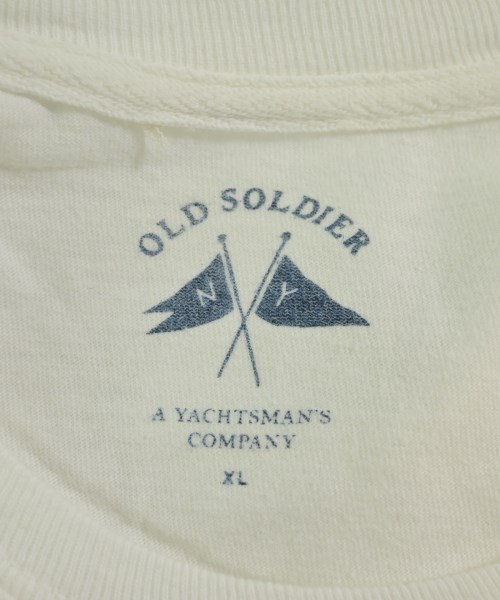 OLD SOLDIER
N Y
A YACHTSMAN'S
COMPANY
XL